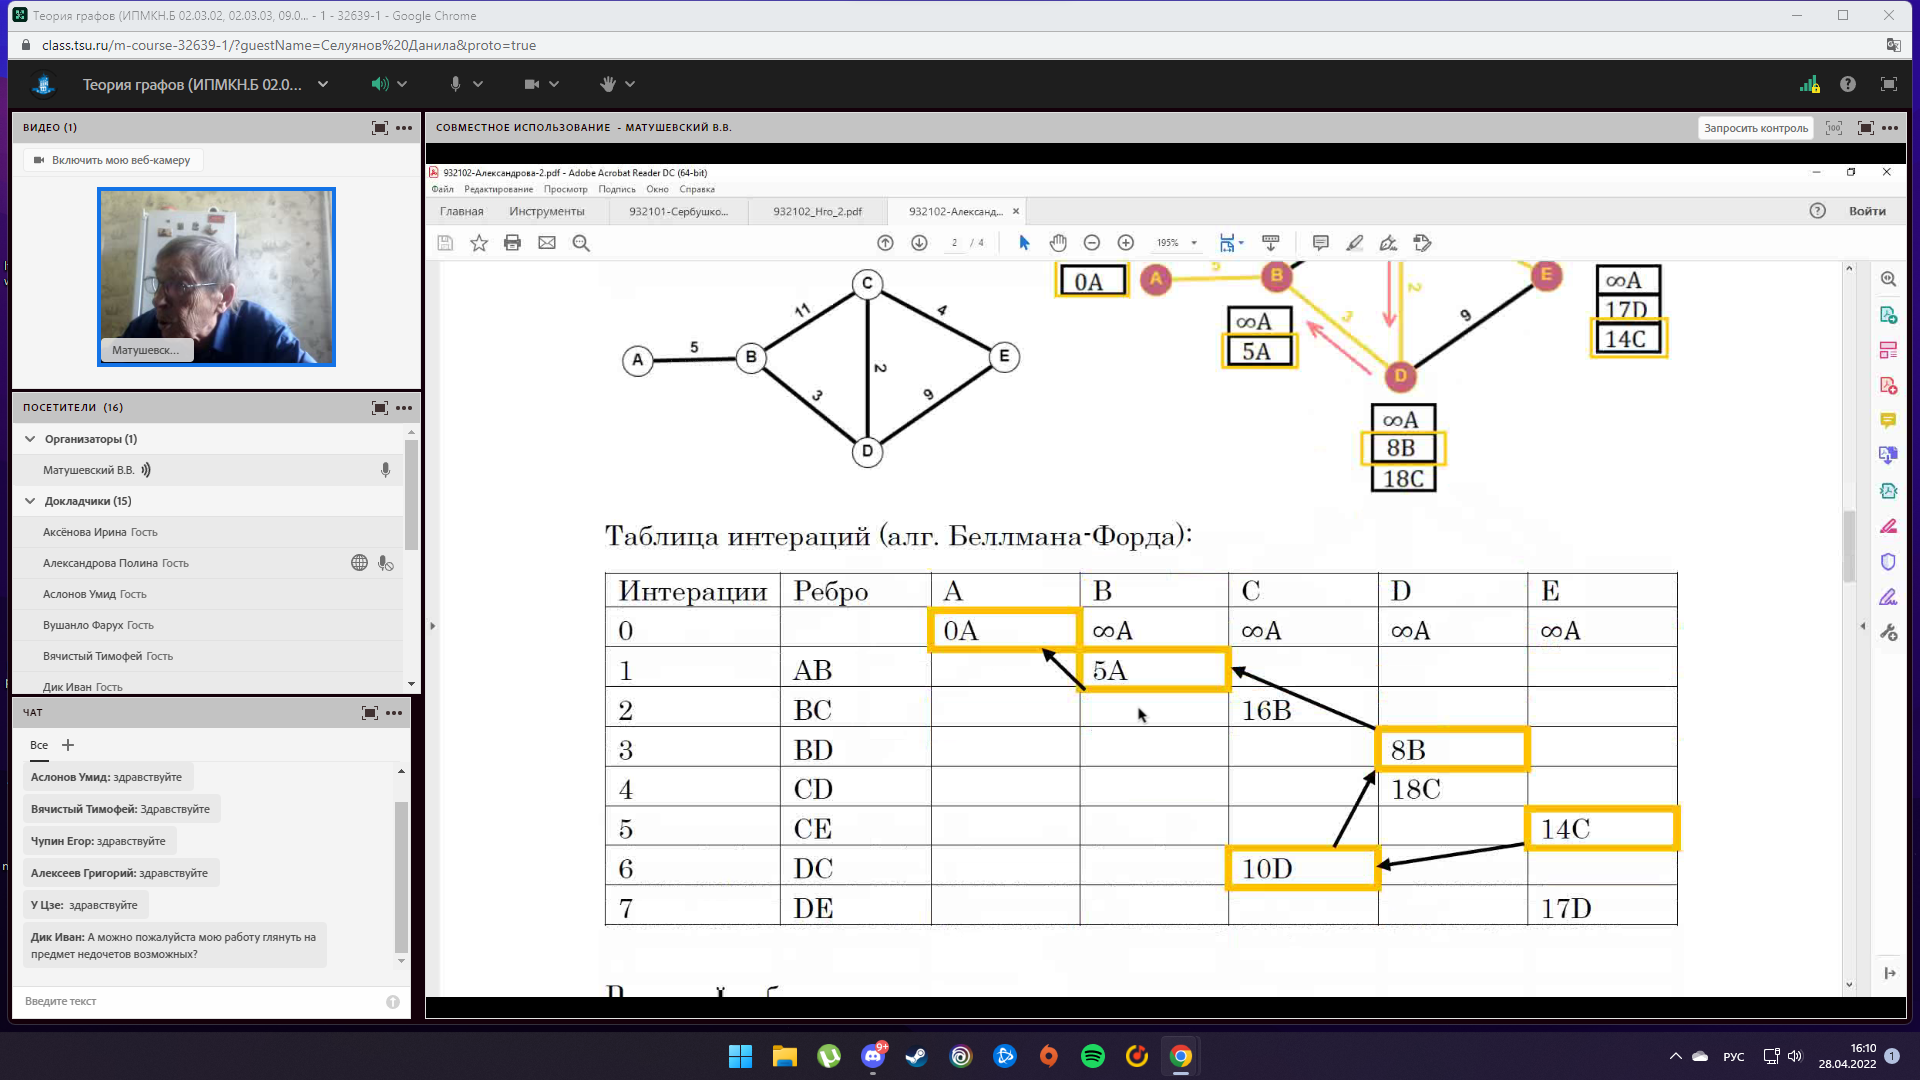 Теория графов (ИПМКН.Б 02.03.02, 02.03.03, 09.0... - 1 - 32639-1 - Google Chrome
class.tsu.ru/m-course-32639-1/?guestName=Селуянов%20Данила&proto=true
Теория графов (ИПМКН.Б 02.0...
ВИДЕО (1)
Включить мою веб-камеру
Матушевск...
ПОСЕТИТЕЛИ (16)
Организаторы (1)
Матушевский В.В.
Докладчики (15)
Аксёнова Ирина Гость
Александрова Полина Гость
Аслонов Умид Гость
Вушанло Фарух Гость
Вячистый Тимофей Гость
Дик Иван Гость
ЧАТ
Все
Аслонов Умид: здравствуйте
Вячистый Тимофей: Здравствуйте
Чупин Егор: здравствуйте
Алексеев Григорий: здравствуйте
У Цзе: здравствуйте
Дик Иван: А можно пожалуйста мою работу глянуть на
предмет недочетов возможных?
Введите текст
СОВМЕСТНОЕ ИСПОЛЬЗОВАНИЕ - МАТУШЕВСКИЙ В.В.
Запросить контроль
100
932102-Александрова-2.pdf - Adobe Acrobat Reader DC (64-bit)
Файл Редактирование Просмотр Подпись Окно Справка
Главная Инструменты 932101-Сербушко... 932102_Нго_2.pdf 932102-Александ... × Войти
2 / 4 195%
C
11
4
A 5 B 2 E
3
9
D
0A A 5 B 2 E
∞A
5A
3
9
∞A
17D
14C
D
∞A
8B
18C
Таблица интераций (алг. Беллмана-Форда):
Интерации Ребро A B C D E
0 0A ∞A ∞A ∞A ∞A
1 AB 5A
2 BC 16B
3 BD 8B
4 CD 18C
5 CE 14C
6 DC 10D
7 DE 17D
9+
РУС
16:10
28.04.2022
1